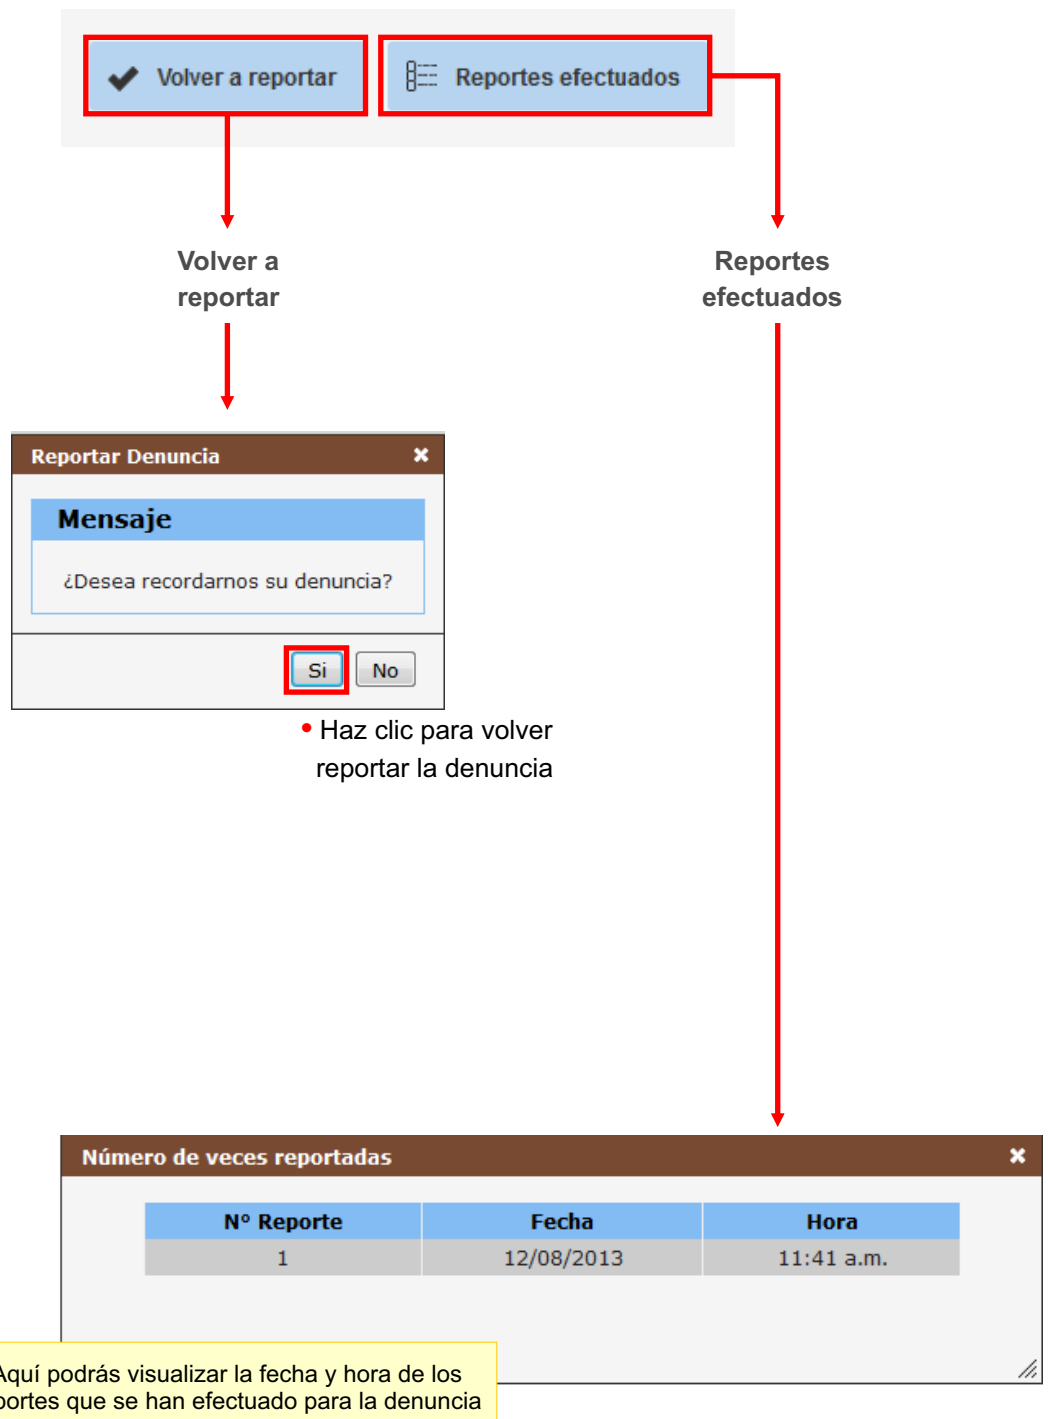 Volver a reportar
Reportes efectuados
Volver a
reportar
Reportes
efectuados
Reportar Denuncia
Mensaje
¿Desea recordarnos su denuncia?
Si
No
• Haz clic para volver
reportar la denuncia
Número de veces reportadas
Nº Reporte Fecha Hora
1 12/08/2013 11:41 a.m.
Aquí podrás visualizar la fecha y hora de los
portes que se han efectuado para la denuncia